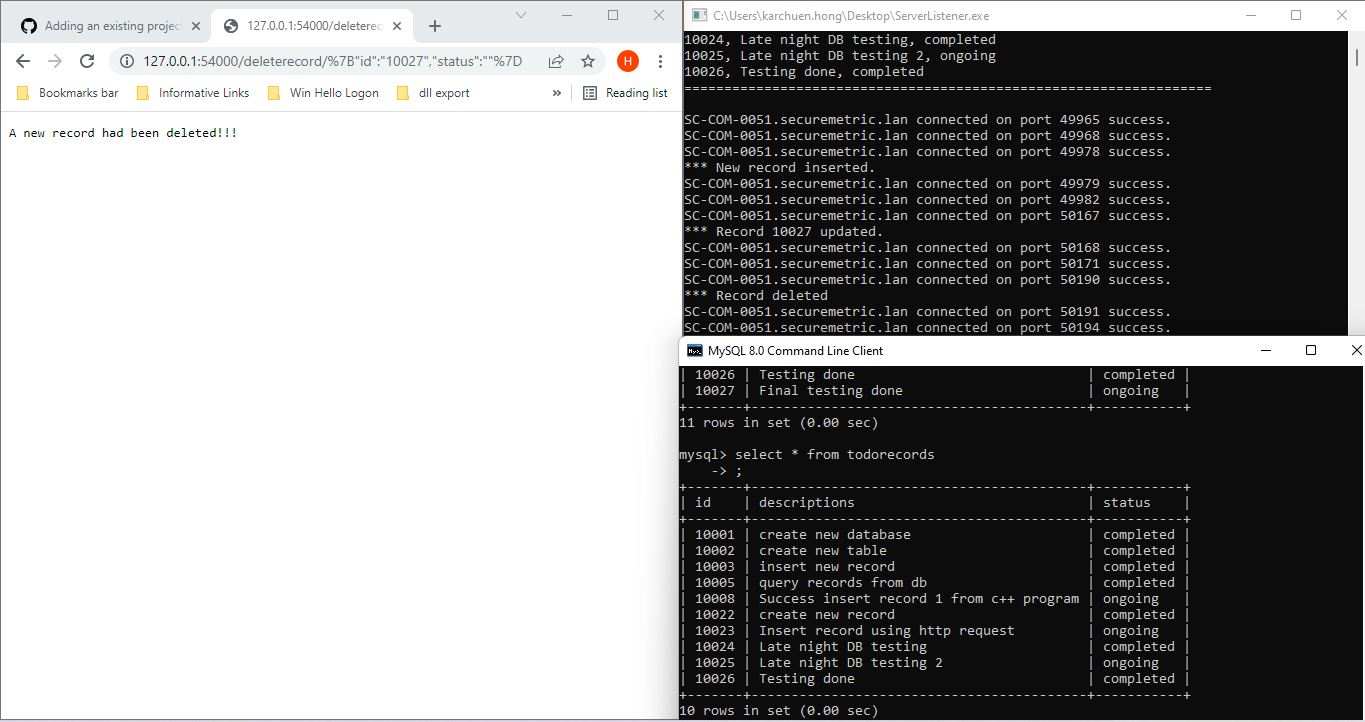 Adding an existing projec
127.0.0.1:54000/deleterec
127.0.0.1:54000/deleterecord/%7B"id":"10027","status":""%7D
H
Bookmarks bar
Informative Links
Win Hello Logon
dll export
»
Reading list
A new record had been deleted!!!
C:\Users\karchuen.hong\Desktop\ServerListener.exe
10024, Late night DB testing, completed
10025, Late night DB testing 2, ongoing
10026, Testing done, completed
==================================================================
SC-COM-0051.securemetric.lan connected on port 49965 success.
SC-COM-0051.securemetric.lan connected on port 49968 success.
SC-COM-0051.securemetric.lan connected on port 49978 success.
*** New record inserted.
SC-COM-0051.securemetric.lan connected on port 49979 success.
SC-COM-0051.securemetric.lan connected on port 49982 success.
SC-COM-0051.securemetric.lan connected on port 50167 success.
*** Record 10027 updated.
SC-COM-0051.securemetric.lan connected on port 50168 success.
SC-COM-0051.securemetric.lan connected on port 50171 success.
SC-COM-0051.securemetric.lan connected on port 50190 success.
*** Record deleted
SC-COM-0051.securemetric.lan connected on port 50191 success.
SC-COM-0051.securemetric.lan connected on port 50194 success.
MySQL 8.0 Command Line Client
| 10026 | Testing done                             | completed |
| 10027 | Final testing done                       | ongoing   |
+-------+------------------------------------------+-----------+
11 rows in set (0.00 sec)
mysql> select * from todorecords
    -> ;
+-------+------------------------------------------+-----------+
| id    | descriptions                             | status    |
+-------+------------------------------------------+-----------+
| 10001 | create new database                      | completed |
| 10002 | create new table                         | completed |
| 10003 | insert new record                        | completed |
| 10005 | query records from db                    | completed |
| 10008 | Success insert record 1 from c++ program | ongoing   |
| 10022 | create new record                        | completed |
| 10023 | Insert record using http request         | ongoing   |
| 10024 | Late night DB testing                    | completed |
| 10025 | Late night DB testing 2                  | ongoing   |
| 10026 | Testing done                             | completed |
+-------+------------------------------------------+-----------+
10 rows in set (0.00 sec)